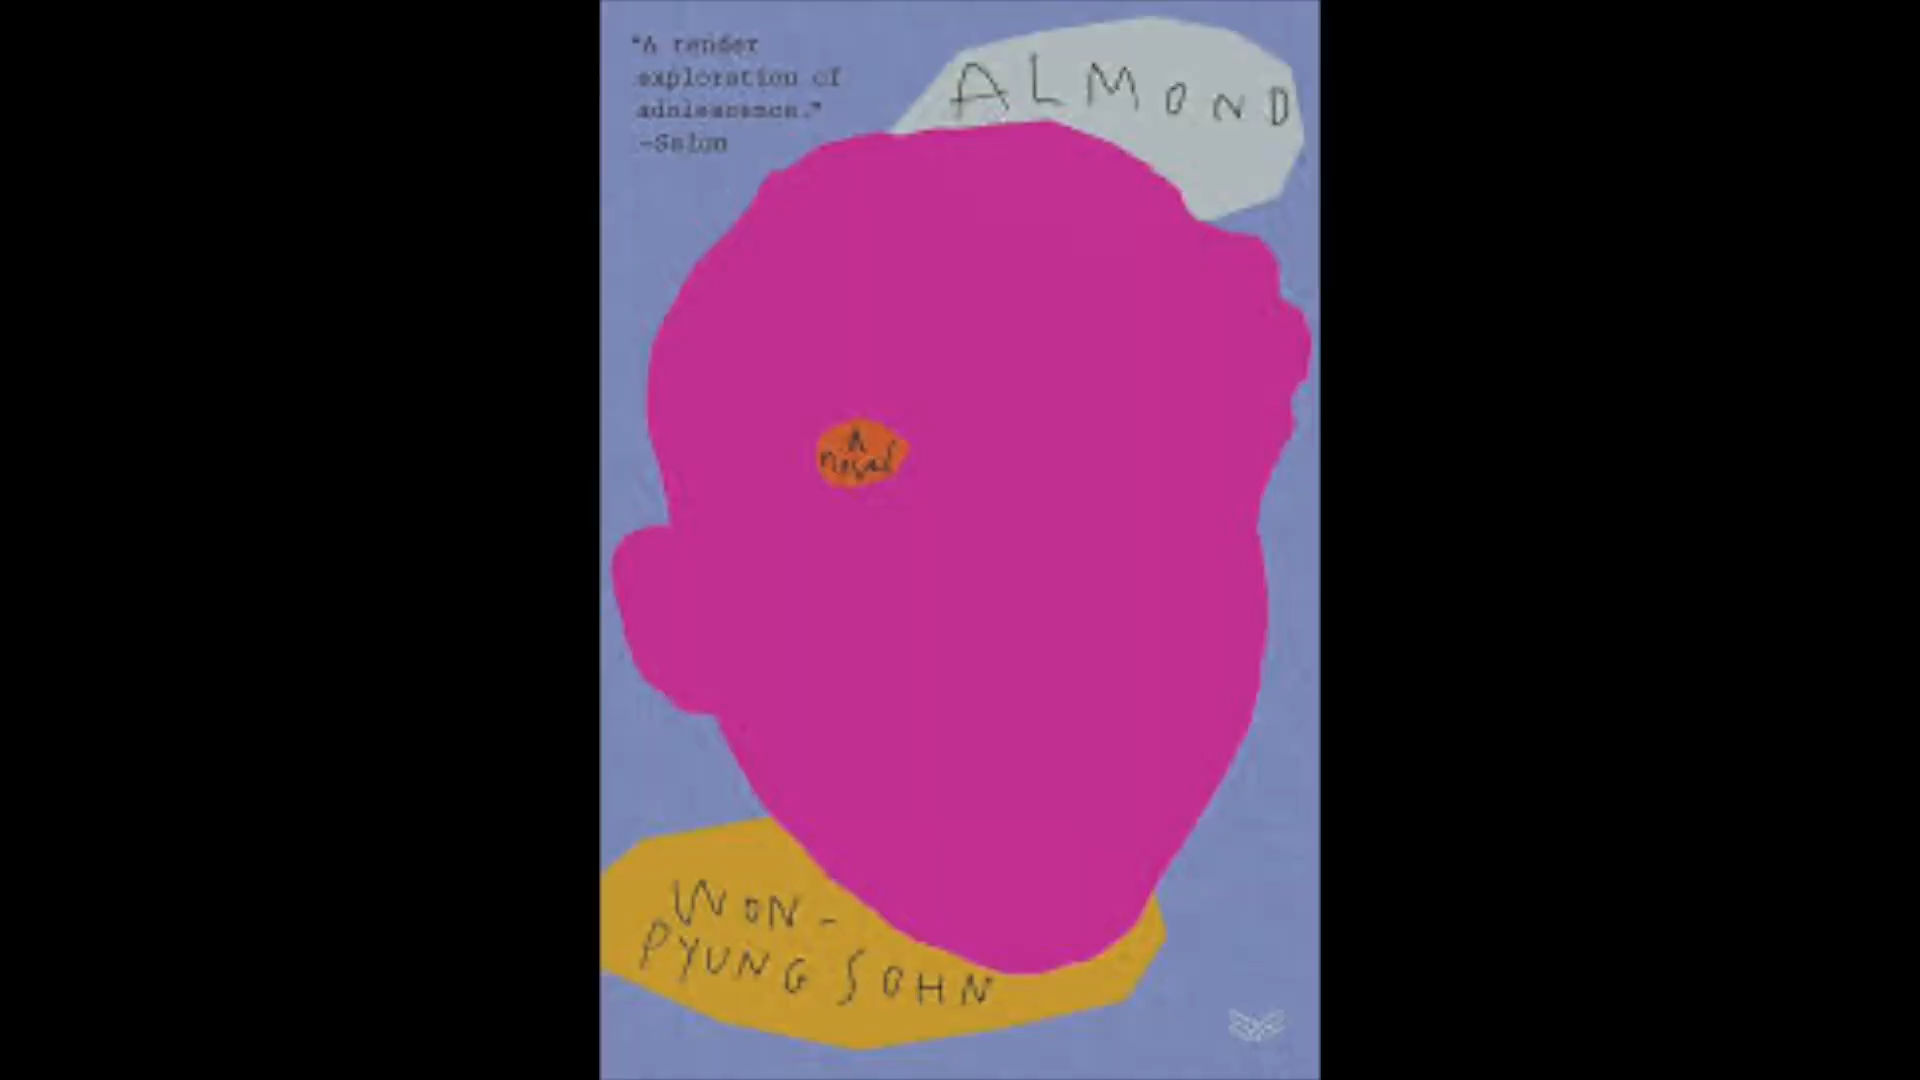 "A tender
exploration of
adolescence."
-Salon
ALMOND
A
novel
WON-
PYUNG SOHN